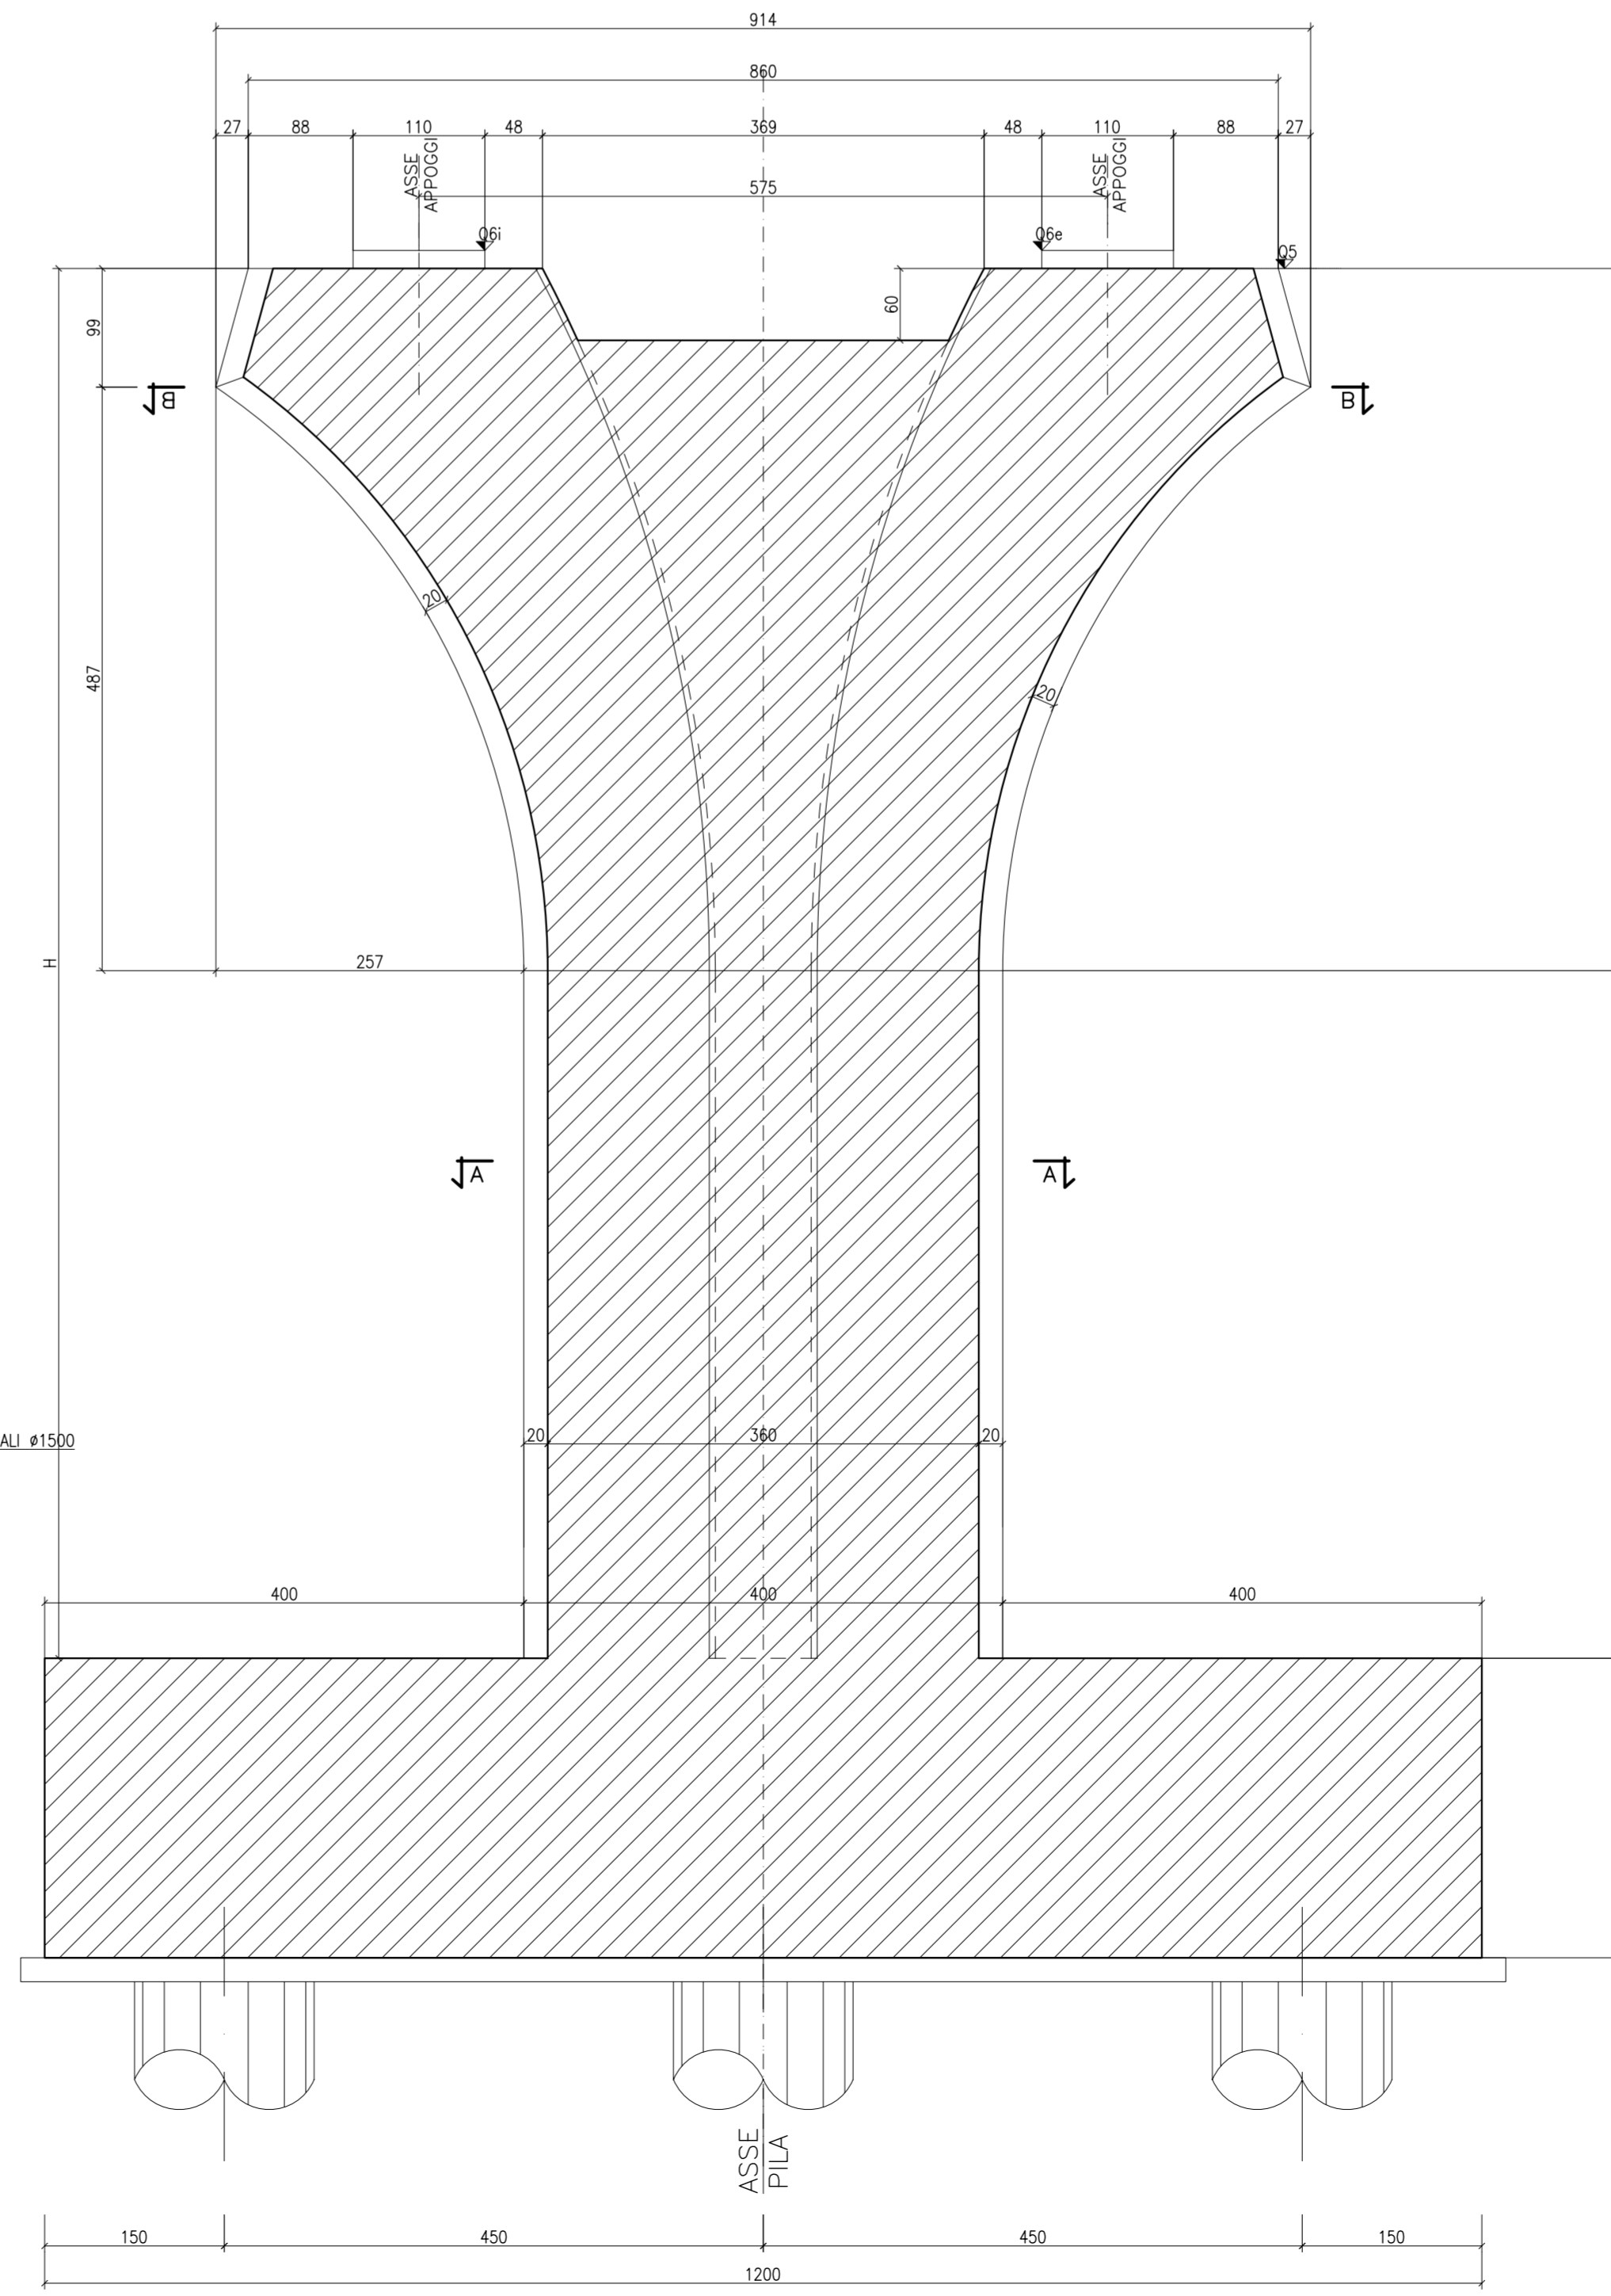 914
860
27 88 110 48 369 48 110 88 27
ASSE
APPOGGI
ASSE
APPOGGI
575
Q6i
Q6e
Q5
99
60
B
B
20
487
20
H
257
A
A
ALI ø1500
20 360 20
400 400 400
ASSE
PILA
150 450 450 150
1200